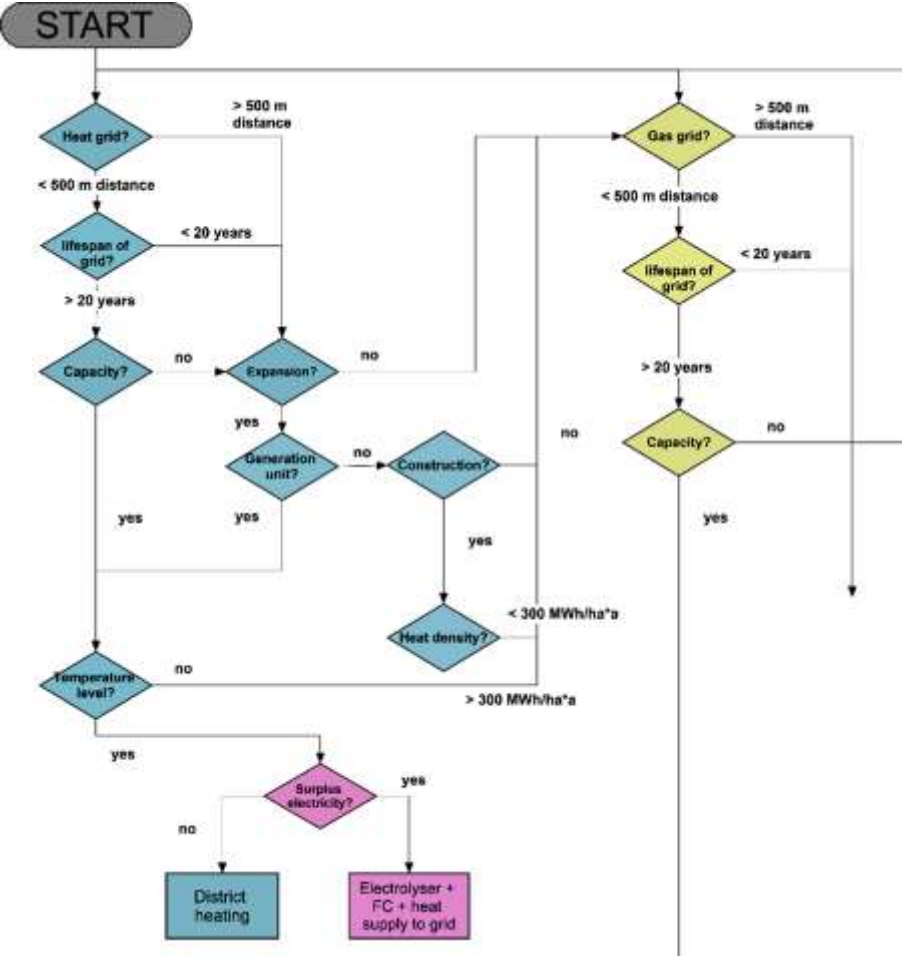 START
> 500 m
distance
> 500 m
distance
Heat grid?
Gas grid?
< 500 m distance
< 500 m distance
< 20 years
< 20 years
lifespan of
grid?
lifespan of
grid?
> 20 years
> 20 years
Capacity?
no
Expansion?
no
Capacity?
no
yes
no
Generation
unit?
no
Construction?
yes
yes
yes
yes
< 300 MWh/ha*a
Heat density?
Temperature
level?
no
> 300 MWh/ha*a
yes
Surplus
electricity?
yes
no
District
heating
Electrolyser +
FC + heat
supply to grid